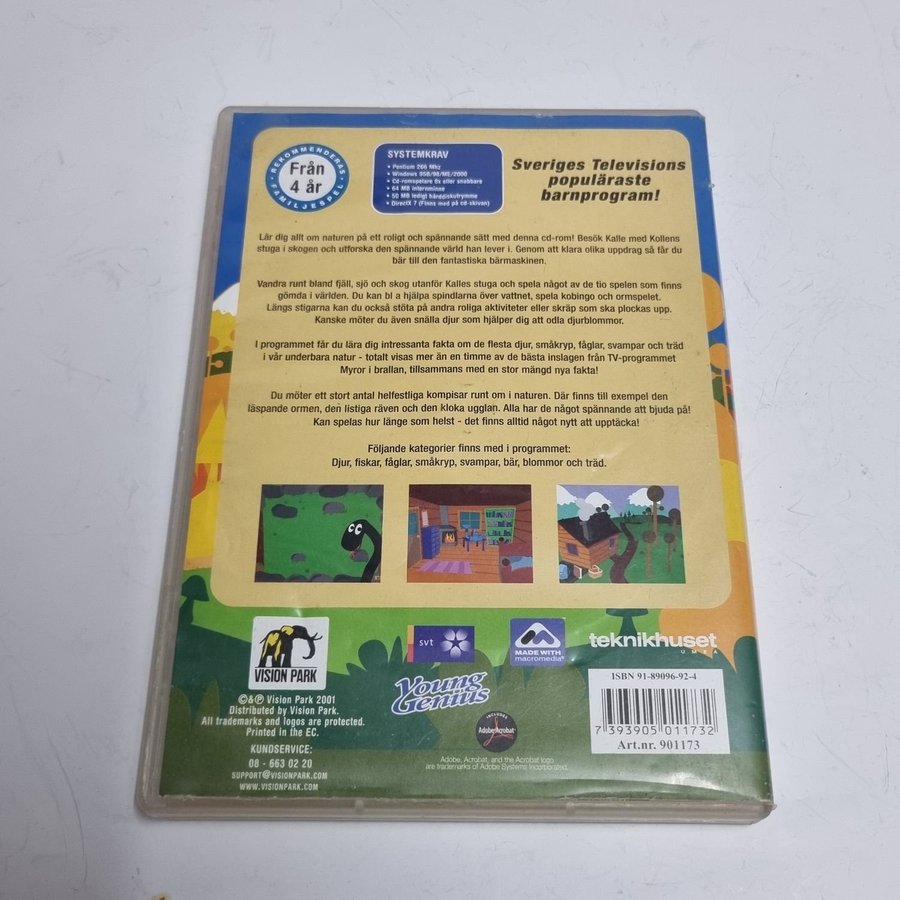 REKOMMENDERAS
Från
4 år
FAMILJESPEL
SYSTEMKRAV
• Pentium 266 Mhz
• Windows 95B/98/ME/2000
• Cd-romspelare 8x eller snabbare
• 64 MB internminne
• 50 MB ledigt hårddiskutrymme
• DirectX 7 (Finns med på cd-skivan)
Sveriges Televisions
populäraste
barnprogram!
Lär dig allt om naturen på ett roligt och spännande sätt med denna cd-rom! Besök Kalle med Kollens
stuga i skogen och utforska den spännande värld han lever i. Genom att klara olika uppdrag så får du
bär till den fantastiska bärmaskinen.
Vandra runt bland fjäll, sjö och skog utanför Kalles stuga och spela något av de tio spelen som finns
gömda i världen. Du kan bl a hjälpa spindlarna över vattnet, spela kobingo och ormspelet.
Längs stigarna kan du också stöta på andra roliga aktiviteter eller skräp som ska plockas upp.
Kanske möter du även snälla djur som hjälper dig att odla djurblommor.
I programmet får du lära dig intressanta fakta om de flesta djur, småkryp, fåglar, svampar och träd
i vår underbara natur - totalt visas mer än en timme av de bästa inslagen från TV-programmet
Myror i brallan, tillsammans med en stor mängd nya fakta!
Du möter ett stort antal helfestliga kompisar runt om i naturen. Där finns till exempel den
läspande ormen, den listiga räven och den kloka ugglan. Alla har de något spännande att bjuda på!
Kan spelas hur länge som helst - det finns alltid något nytt att upptäcka!
Följande kategorier finns med i programmet:
Djur, fiskar, fåglar, småkryp, svampar, bär, blommor och träd.
VISION PARK
©&℗ Vision Park 2001
Distributed by Vision Park.
All trademarks and logos are protected.
Printed in the EC.
KUNDSERVICE:
08 - 663 02 20
SUPPORT@VISIONPARK.COM
WWW.VISIONPARK.COM
svt
Young
Genius
MADE WITH
macromedia®
INCLUDES
Adobe Acrobat
Adobe, Acrobat, and the Acrobat logo
are trademarks of Adobe Systems Incorporated.
teknikhuset
UMEÅ
ISBN 91-89096-92-4
7 393905 011732
Art.nr. 901173